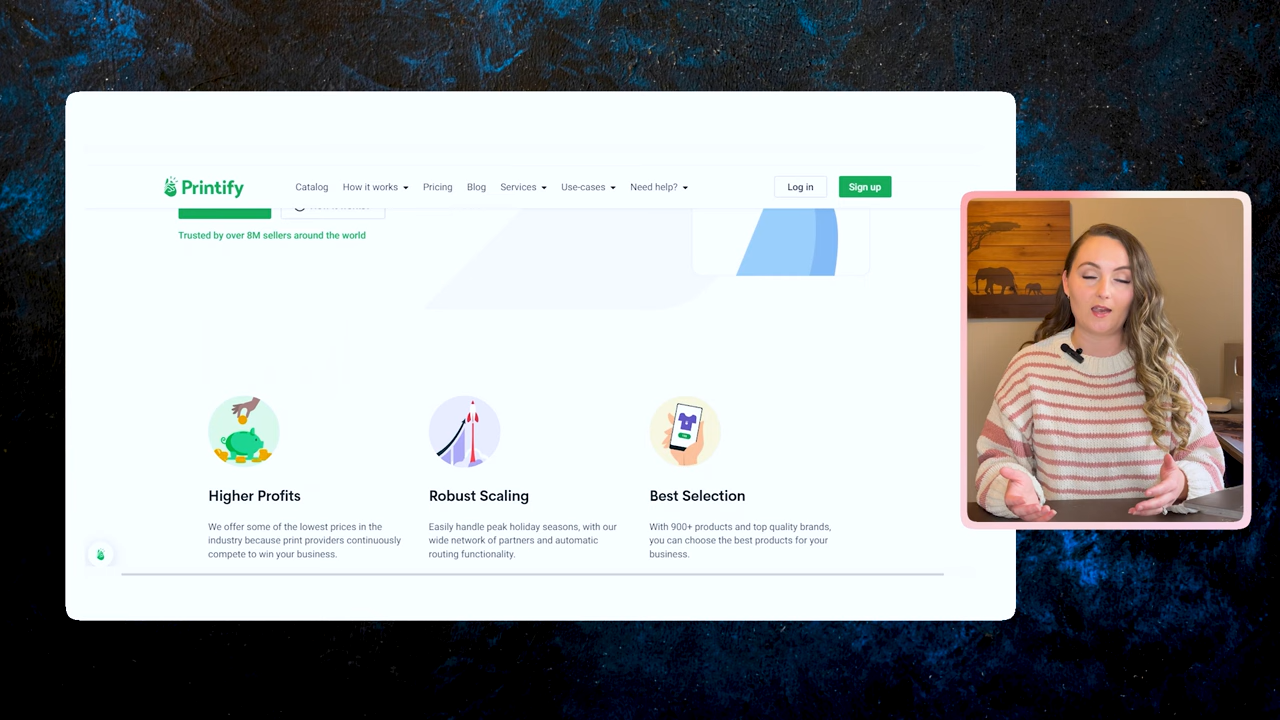 Printify
Catalog
How it works
Pricing
Blog
Services
Use-cases
Need help?
Log in
Sign up
Trusted by over 8M sellers around the world
Higher Profits
We offer some of the lowest prices in the
industry because print providers continuously
compete to win your business.
Robust Scaling
Easily handle peak holiday seasons, with our
wide network of partners and automatic
routing functionality.
Best Selection
With 900+ products and top quality brands,
you can choose the best products for your
business.